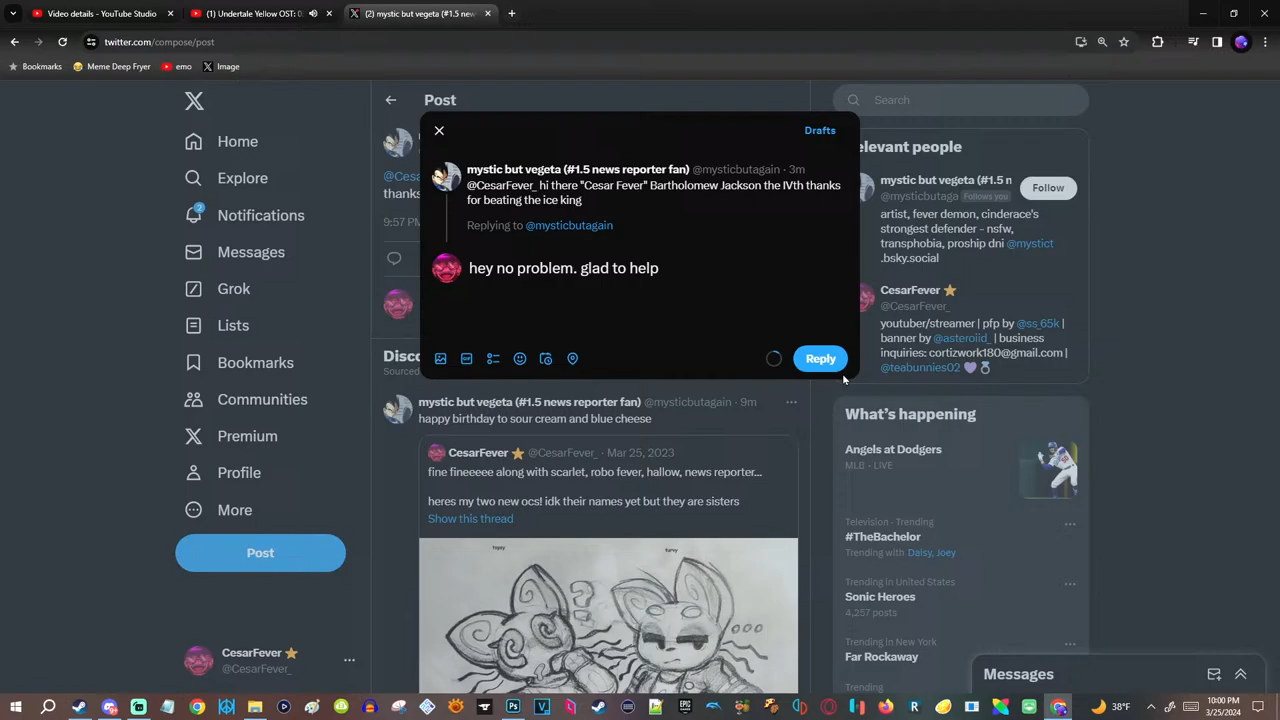 Video details - YouTube Studio
(1) Undertale Yellow OST: 0
(2) mystic but vegeta (#1.5 new
twitter.com/compose/post
Bookmarks
Meme Deep Fryer
emo
Image
Home
Explore
2
Notifications
Messages
Grok
Lists
Bookmarks
Communities
Premium
Profile
More
Post
CesarFever
@CesarFever_
Post
@Cesa
thanks
9:57 PM
Disco
Sourced
Drafts
mystic but vegeta (#1.5 news reporter fan) @mysticbutagain · 3m
@CesarFever_ hi there "Cesar Fever" Bartholomew Jackson the IVth thanks
for beating the ice king
Replying to @mysticbutagain
hey no problem. glad to help
Reply
mystic but vegeta (#1.5 news reporter fan) @mysticbutagain · 9m
happy birthday to sour cream and blue cheese
CesarFever @CesarFever_ · Mar 25, 2023
fine fineeeee along with scarlet, robo fever, hallow, news reporter...
heres my two new ocs! idk their names yet but they are sisters
Show this thread
topsy
turvy
Search
elevant people
mystic but vegeta (#1.5 n
@mysticbutaga Follows you
Follow
artist, fever demon, cinderace's
strongest defender - nsfw,
transphobia, proship dni @mystict
.bsky.social
CesarFever
@CesarFever_
youtuber/streamer | pfp by @ss_65k |
banner by @asteroiid_ | business
inquiries: cortizwork180@gmail.com |
@teabunnies02
What's happening
Angels at Dodgers
MLB · LIVE
Television · Trending
#TheBachelor
Trending with Daisy, Joey
Trending in United States
Sonic Heroes
4,257 posts
Trending in New York
Far Rockaway
Trending
Messages
38°F
10:00 PM
3/25/2024